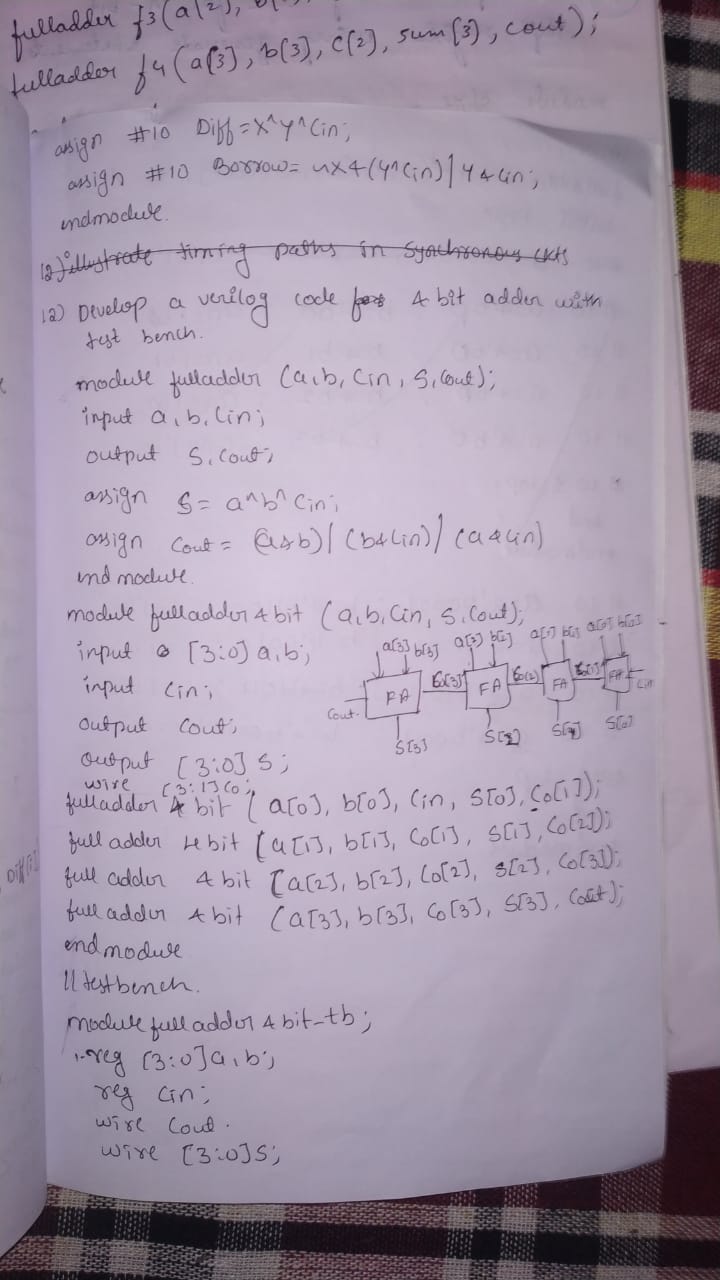 fulladder f3(a[2], b[
fulladder f4 (a[3], b[3], c[2], sum[3], cout);
assign #10 Diff = x^y^Cin;
assign #10 Borrow = ~x&(y^Cin)|y&Cin;
endmodule.
12) illustrate timing paths in synchronous ckts
12) Develop a verilog code for 4 bit adder with
test bench.
module fulladder (a,b,Cin,S,Cout);
input a,b,Cin;
output S,Cout;
assign S = a^b^Cin;
assign Cout = (a&b)|(b&Cin)|(a&Cin)
endmodule.
module fulladder 4 bit (a,b,Cin,S,Cout);
input [3:0] a,b;
input Cin;
output Cout;
output [3:0] S;
wire [3:1] Co;
a[3] b[3] a[2] b[2] a[1] b[1] a[0] b[0]
Cout FA Co[3] FA Co[2] FA Co[1] FA Cin
S[3] S[2] S[1] S[0]
fulladder 4 bit (a[0], b[0], Cin, S[0], Co[1]);
full adder 4 bit (a[1], b[1], Co[1], S[1], Co[2]);
full adder 4 bit (a[2], b[2], Co[2], S[2], Co[3]);
full adder 4 bit (a[3], b[3], Co[3], S[3], Cout);
endmodule
// testbench.
module full adder 4 bit-tb;
reg [3:0] a,b;
reg Cin;
wire Cout.
wire [3:0] S;